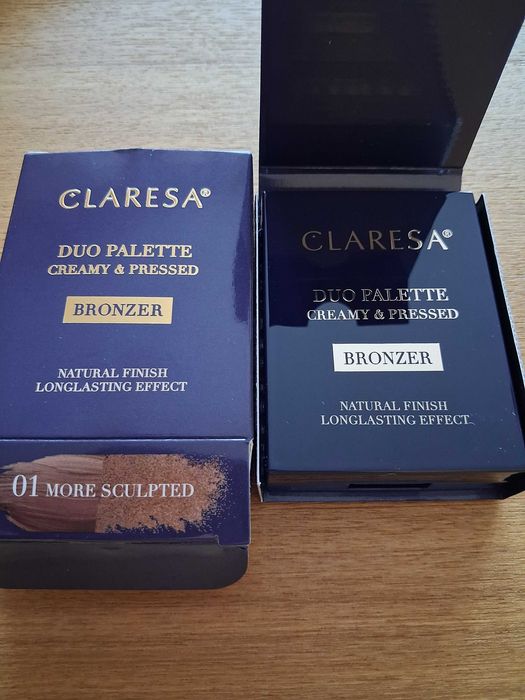 CLARESA®
DUO PALETTE
CREAMY & PRESSED
BRONZER
NATURAL FINISH
LONGLASTING EFFECT
01 MORE SCULPTED
CLARESA®
DUO PALETTE
CREAMY & PRESSED
BRONZER
NATURAL FINISH
LONGLASTING EFFECT